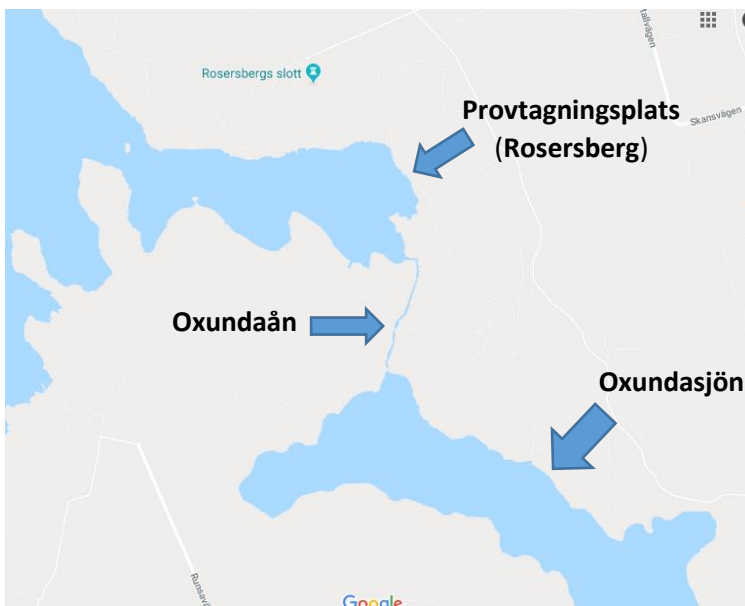 Rosersbergs slott
Provtagningsplats
(Rosersberg)
Skansvägen
Oxundaån
Oxundasjön
Google